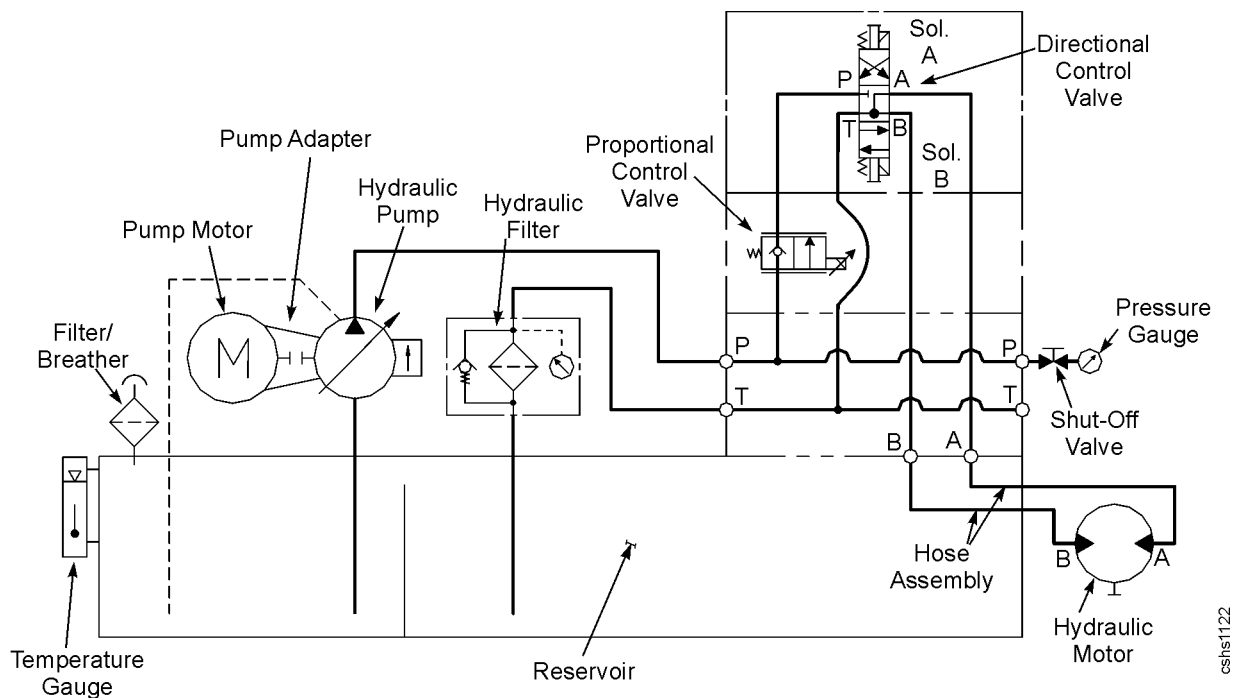 Sol.
A
Directional
Control
Valve
P
A
T
B
Sol.
B
Proportional
Control
Valve
Pump Adapter
Hydraulic
Pump
Hydraulic
Filter
Pump Motor
Filter/
Breather
M
P
P
Pressure
Gauge
T
T
Shut-Off
Valve
B
A
Hose
Assembly
B
A
Hydraulic
Motor
Temperature
Gauge
Reservoir
cshs1122